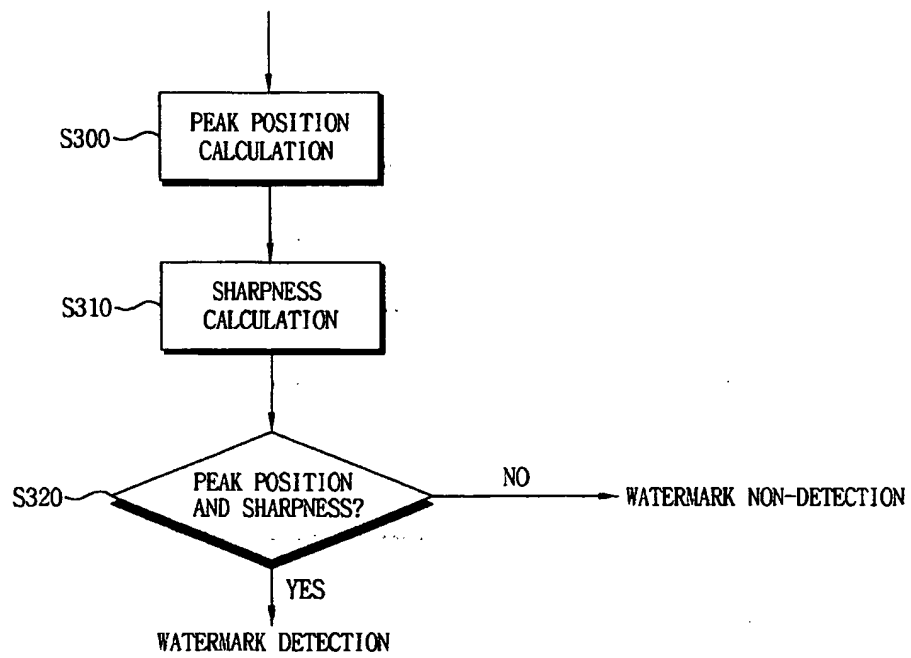 S300
PEAK POSITION
CALCULATION
S310
SHARPNESS
CALCULATION
S320
PEAK POSITION
AND SHARPNESS?
NO
WATERMARK NON-DETECTION
YES
WATERMARK DETECTION